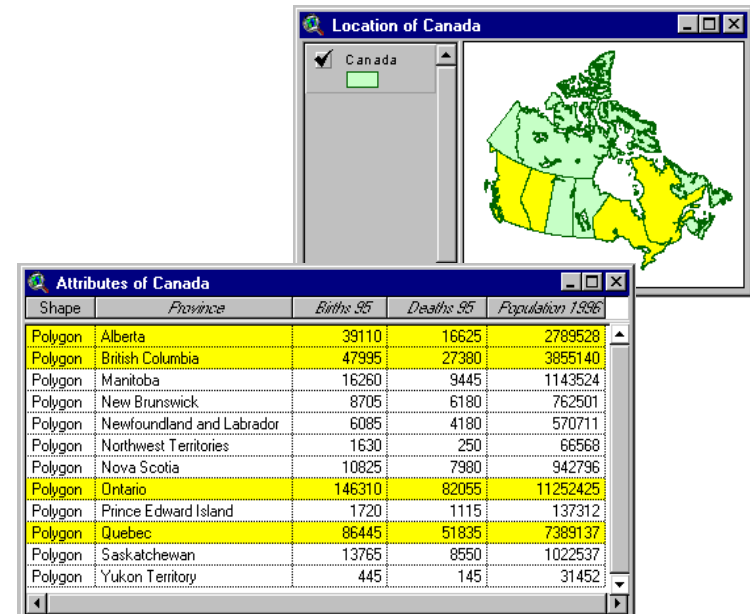 Location of Canada
Canada
Attributes of Canada
Shape Province Births 95 Deaths 95 Population 1996
Polygon Alberta 39110 16625 2789528
Polygon British Columbia 47995 27380 3855140
Polygon Manitoba 16260 9445 1143524
Polygon New Brunswick 8705 6180 762501
Polygon Newfoundland and Labrador 6085 4180 570711
Polygon Northwest Territories 1630 250 66568
Polygon Nova Scotia 10825 7980 942796
Polygon Ontario 146310 82055 11252425
Polygon Prince Edward Island 1720 1115 137312
Polygon Quebec 86445 51835 7389137
Polygon Saskatchewan 13765 8550 1022537
Polygon Yukon Territory 445 145 31452